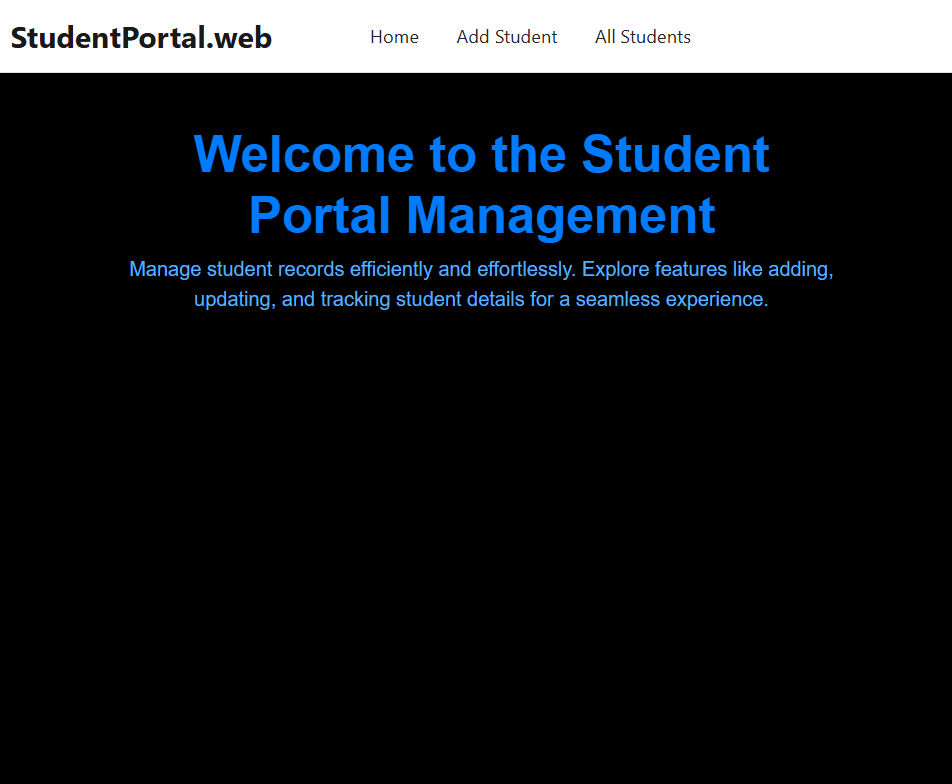 StudentPortal.web
Home
Add Student
All Students
Welcome to the Student
Portal Management
Manage student records efficiently and effortlessly. Explore features like adding,
updating, and tracking student details for a seamless experience.